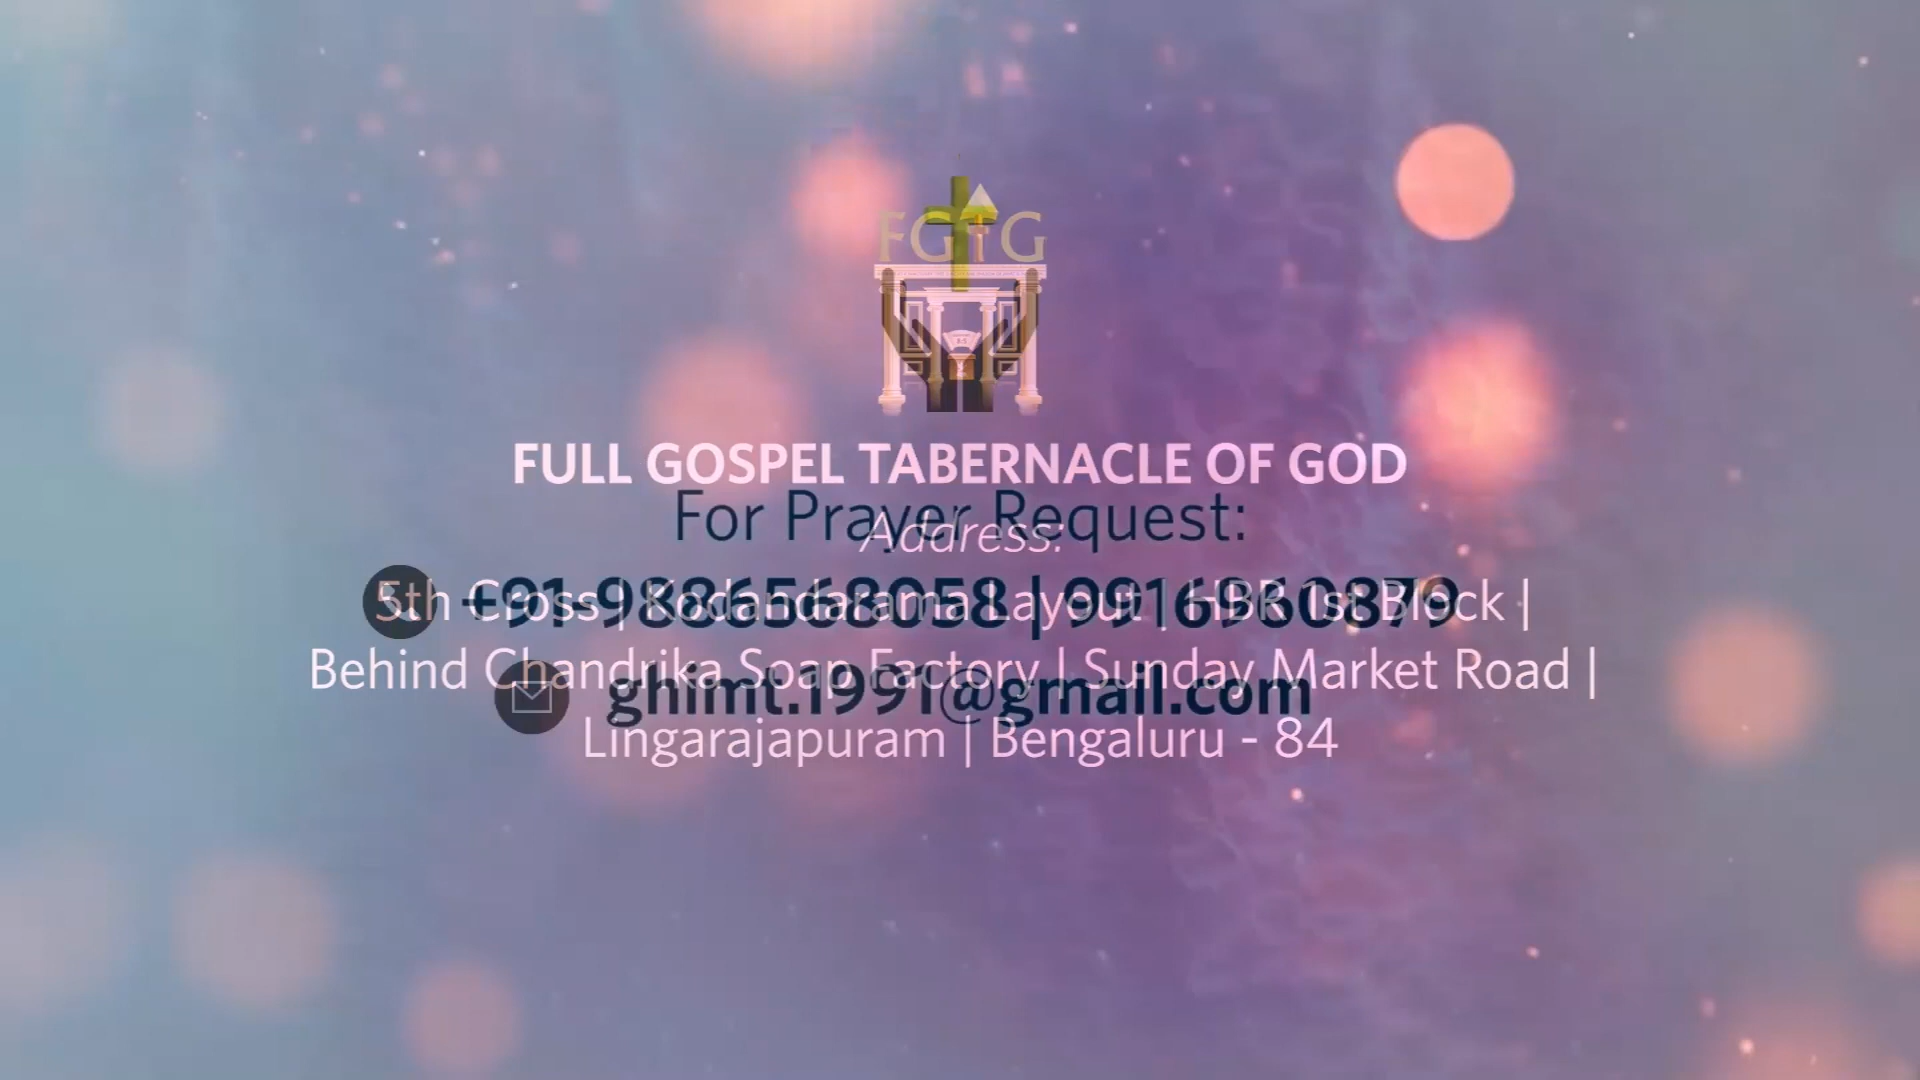 FGTG
FULL GOSPEL TABERNACLE OF GOD
For Prayer Request:
Address:
+91-9886568058 | 9916960879
5th Cross | Kodandarama Layout | HBR 1st Block |
Behind Chandrika Soap Factory | Sunday Market Road |
ghimt.1991@gmail.com
Lingarajapuram | Bengaluru - 84